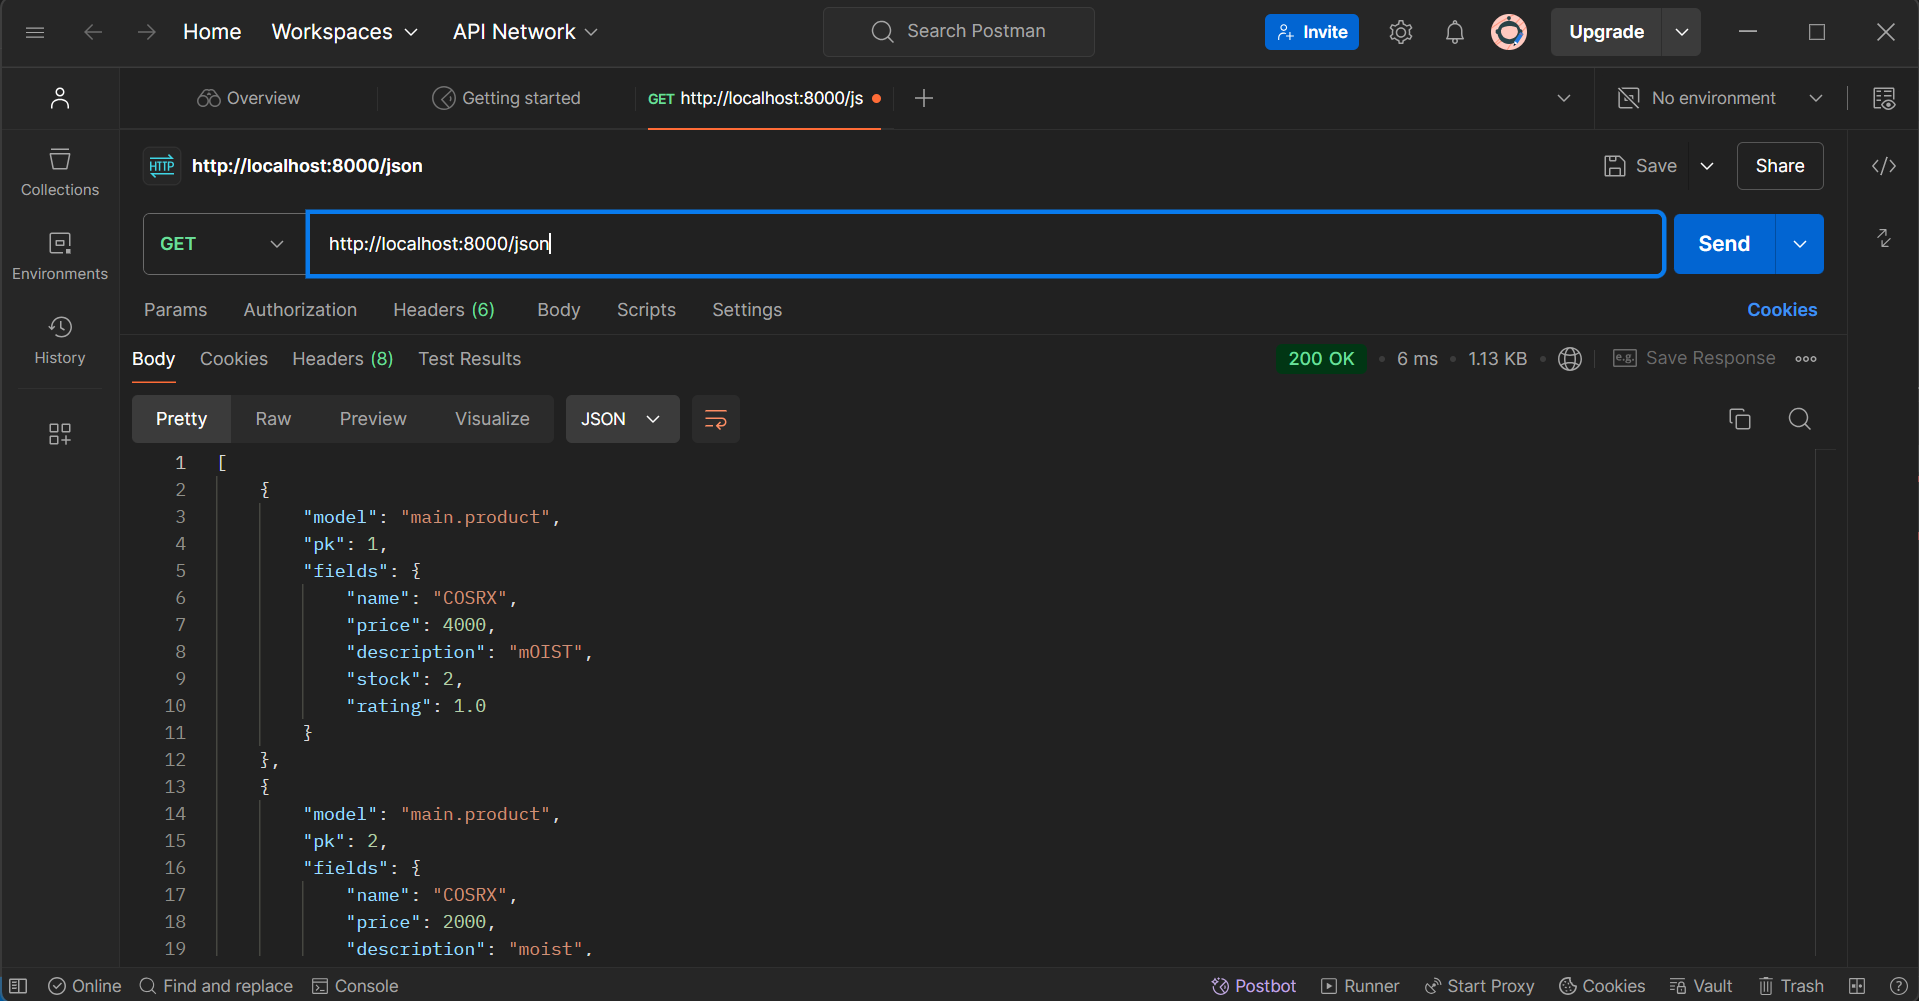 Home Workspaces API Network Search Postman Invite Upgrade
Overview Getting started GET http://localhost:8000/js No environment
HTTP http://localhost:8000/json Save Share
Collections
Environments
History
GET http://localhost:8000/json Send
Params Authorization Headers (6) Body Scripts Settings Cookies
Body Cookies Headers (8) Test Results 200 OK 6 ms 1.13 KB e.g. Save Response
Pretty Raw Preview Visualize JSON
1 [
2 {
3 "model": "main.product",
4 "pk": 1,
5 "fields": {
6 "name": "COSRX",
7 "price": 4000,
8 "description": "mOIST",
9 "stock": 2,
10 "rating": 1.0
11 }
12 },
13 {
14 "model": "main.product",
15 "pk": 2,
16 "fields": {
17 "name": "COSRX",
18 "price": 2000,
19 "description": "moist",
Online Find and replace Console Postbot Runner Start Proxy Cookies Vault Trash